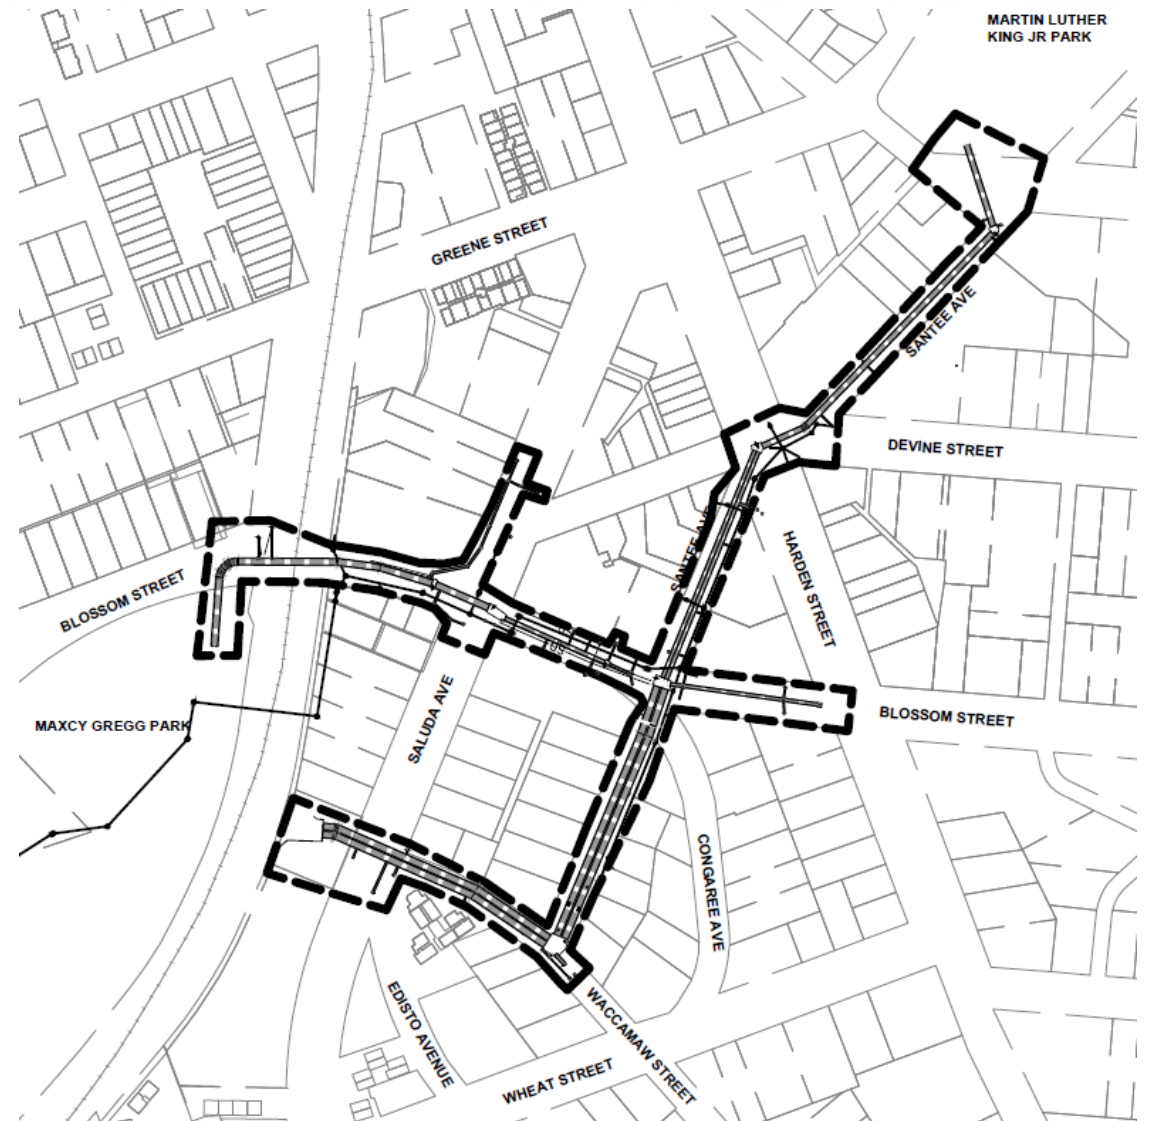 MARTIN LUTHER
KING JR PARK
GREENE STREET
SANTEE AVE
DEVINE STREET
SANTEE AVE
HARDEN STREET
BLOSSOM STREET
SALUDA AVE
BLOSSOM STREET
MAXCY GREGG PARK
CONGAREE AVE
EDISTO AVENUE
WACCAMAW STREET
WHEAT STREET